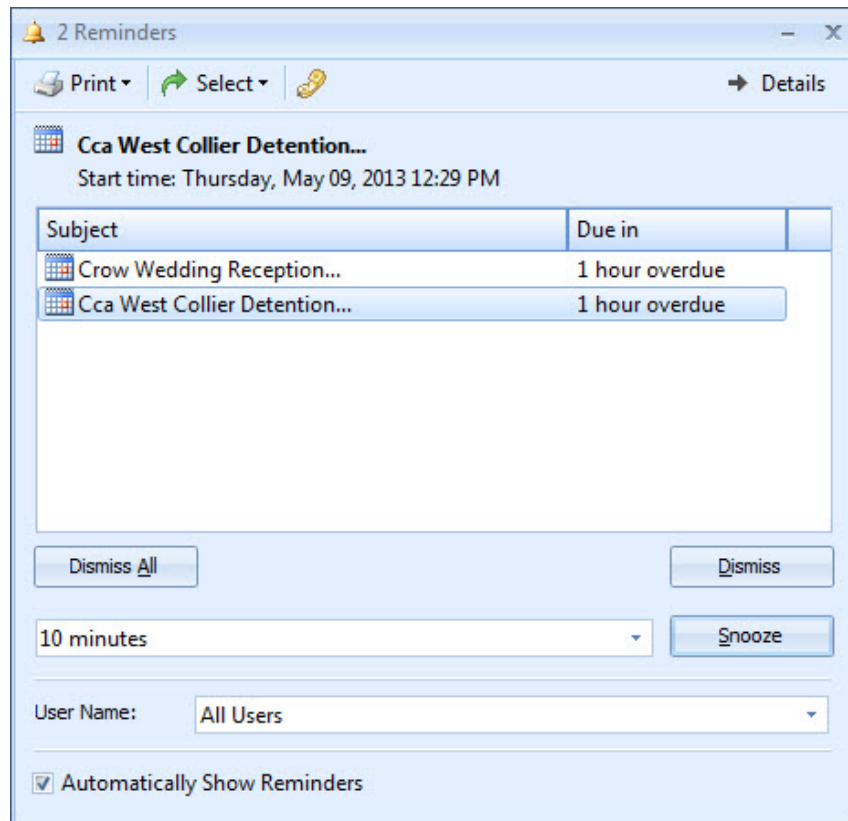 2 Reminders
Print Select Details
Cca West Collier Detention...
Start time: Thursday, May 09, 2013 12:29 PM
Subject Due in
Crow Wedding Reception... 1 hour overdue
Cca West Collier Detention... 1 hour overdue
Dismiss All Dismiss
10 minutes Snooze
User Name: All Users
Automatically Show Reminders